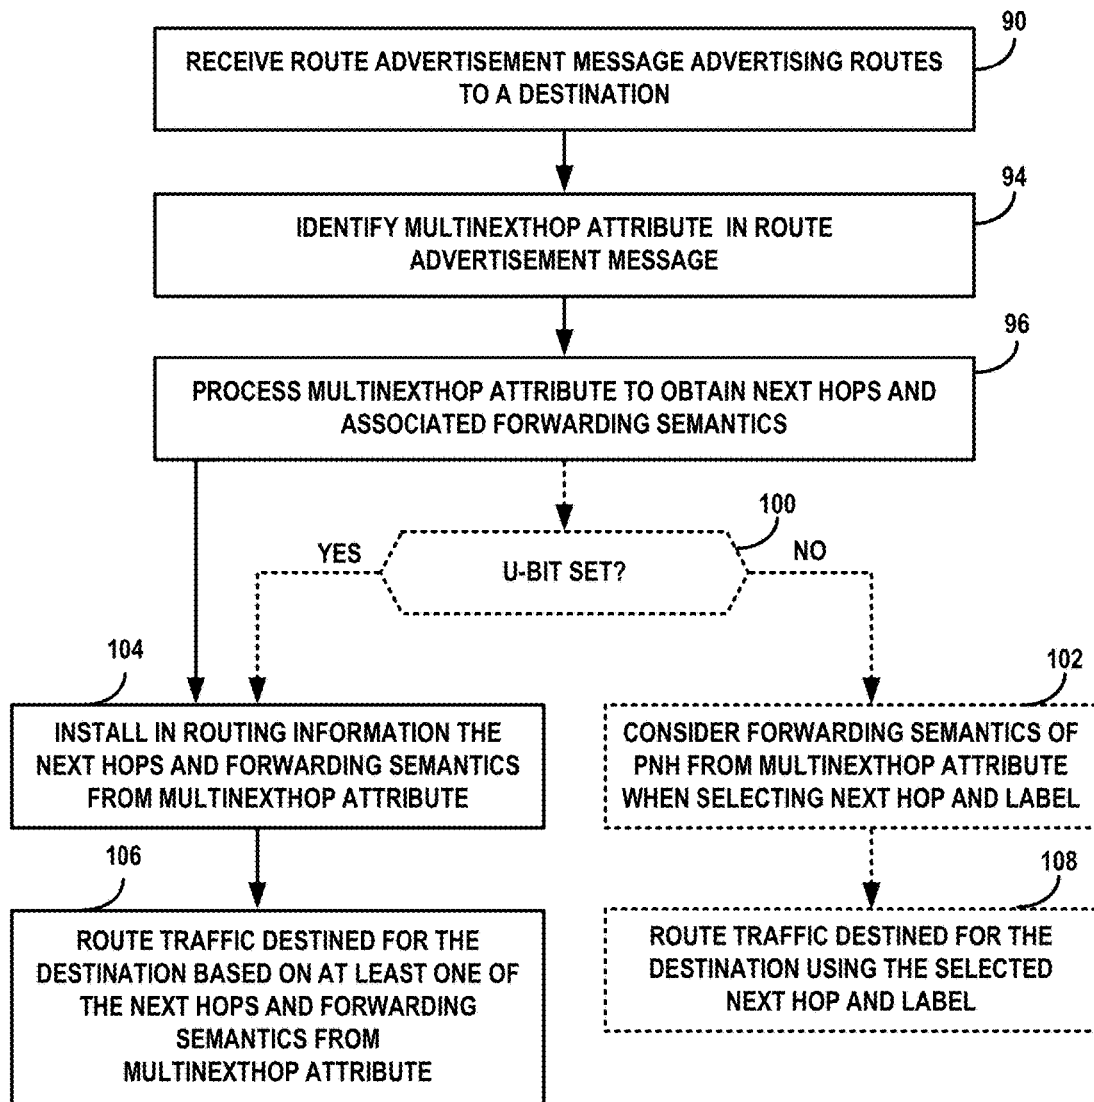 90
RECEIVE ROUTE ADVERTISEMENT MESSAGE ADVERTISING ROUTES
TO A DESTINATION
94
IDENTIFY MULTINEXTHOP ATTRIBUTE IN ROUTE
ADVERTISEMENT MESSAGE
96
PROCESS MULTINEXTHOP ATTRIBUTE TO OBTAIN NEXT HOPS AND
ASSOCIATED FORWARDING SEMANTICS
100
YES
U-BIT SET?
NO
104
INSTALL IN ROUTING INFORMATION THE
NEXT HOPS AND FORWARDING SEMANTICS
FROM MULTINEXTHOP ATTRIBUTE
102
CONSIDER FORWARDING SEMANTICS OF
PNH FROM MULTINEXTHOP ATTRIBUTE
WHEN SELECTING NEXT HOP AND LABEL
106
ROUTE TRAFFIC DESTINED FOR THE
DESTINATION BASED ON AT LEAST ONE OF
THE NEXT HOPS AND FORWARDING
SEMANTICS FROM
MULTINEXTHOP ATTRIBUTE
108
ROUTE TRAFFIC DESTINED FOR THE
DESTINATION USING THE SELECTED
NEXT HOP AND LABEL